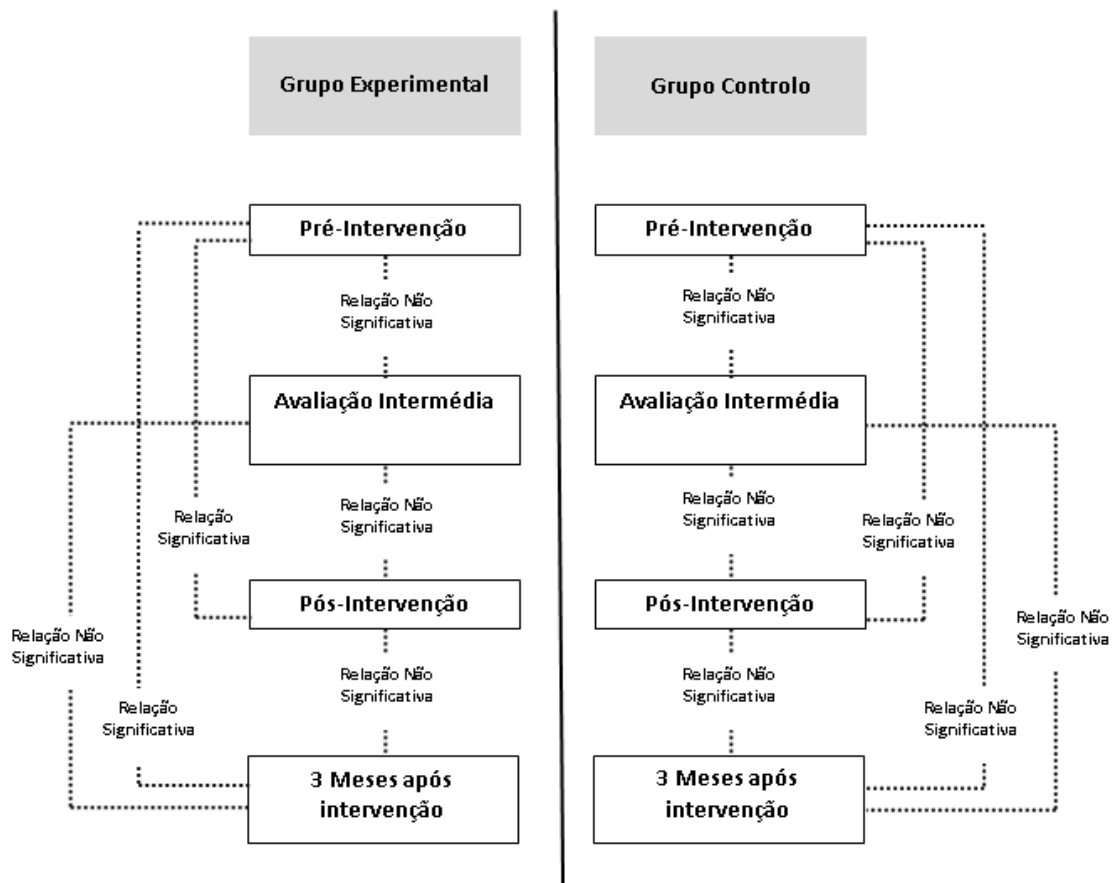 Grupo Experimental
Grupo Controlo
Pré-Intervenção
Relação Não
Significativa
Avaliação Intermédia
Relação Não
Significativa
Relação
Significativa
Pós-Intervenção
Relação Não
Significativa
Relação Não
Significativa
Relação
Significativa
3 Meses após
intervenção
Pré-Intervenção
Relação Não
Significativa
Avaliação Intermédia
Relação Não
Significativa
Relação Não
Significativa
Pós-Intervenção
Relação Não
Significativa
Relação Não
Significativa
Relação Não
Significativa
3 Meses após
intervenção